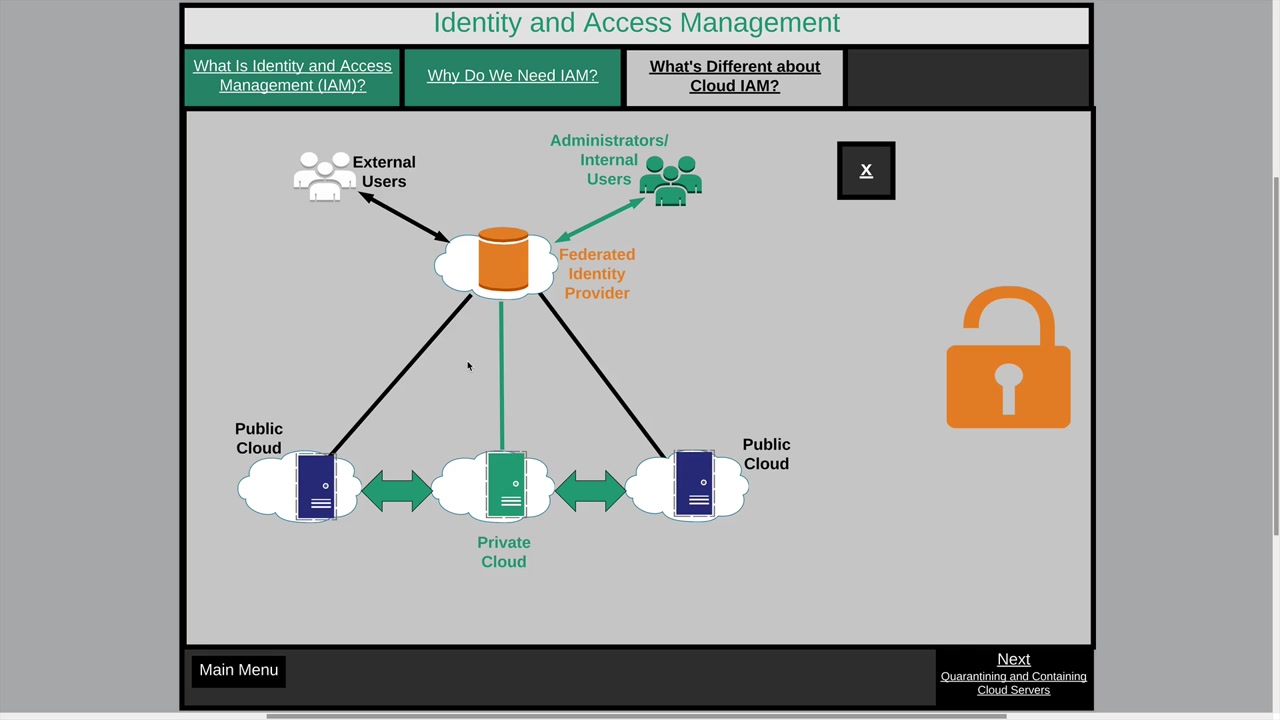 Identity and Access Management
What Is Identity and Access
Management (IAM)?
Why Do We Need IAM?
What's Different about
Cloud IAM?
External
Users
Administrators/
Internal
Users
x
Federated
Identity
Provider
Public
Cloud
Public
Cloud
Private
Cloud
Main Menu
Next
Quarantining and Containing
Cloud Servers